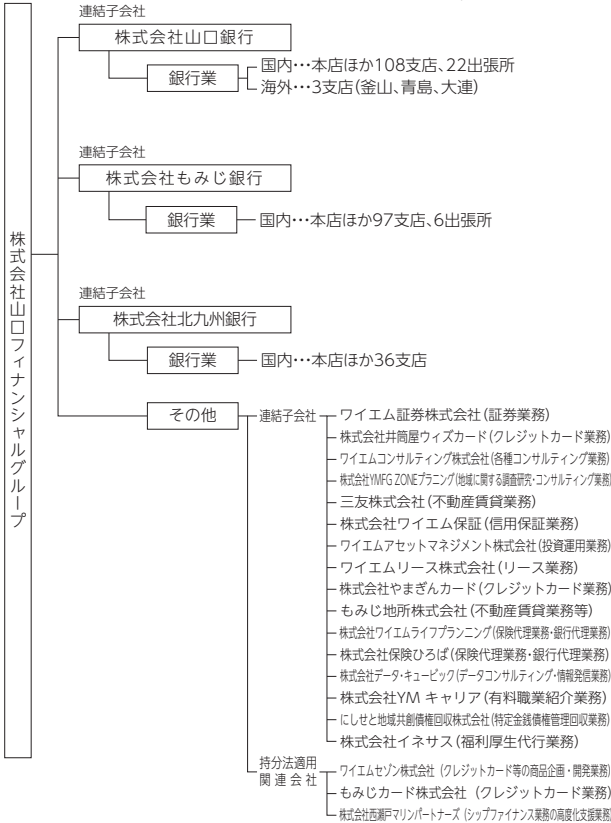 株式会社山口フィナンシャルグループ
連結子会社
株式会社山口銀行
銀行業
国内･･･本店ほか108支店、22出張所
海外･･･3支店(釜山、青島、大連)
連結子会社
株式会社もみじ銀行
銀行業
国内･･･本店ほか97支店、6出張所
連結子会社
株式会社北九州銀行
銀行業
国内･･･本店ほか36支店
その他
連結子会社
ワイエム証券株式会社(証券業務)
株式会社井筒屋ウィズカード(クレジットカード業務)
ワイエムコンサルティング株式会社(各種コンサルティング業務)
株式会社YMFG ZONEプラニング(地域に関する調査研究・コンサルティング業務)
三友株式会社(不動産賃貸業務)
株式会社ワイエム保証(信用保証業務)
ワイエムアセットマネジメント株式会社(投資運用業務)
ワイエムリース株式会社(リース業務)
株式会社やまぎんカード(クレジットカード業務)
もみじ地所株式会社(不動産賃貸業務等)
株式会社ワイエムライフプランニング(保険代理業務・銀行代理業務)
株式会社保険ひろば(保険代理業務・銀行代理業務)
株式会社データ・キュービック(データコンサルティング・情報発信業務)
株式会社YM キャリア(有料職業紹介業務)
にしせと地域共創債権回収株式会社(特定金銭債権管理回収業務)
株式会社イネサス(福利厚生代行業務)
持分法適用
関連会社
ワイエムセゾン株式会社（クレジットカード等の商品企画・開発業務）
もみじカード株式会社（クレジットカード業務）
株式会社西瀬戸マリンパートナーズ（シップファイナンス業務の高度化支援業務）